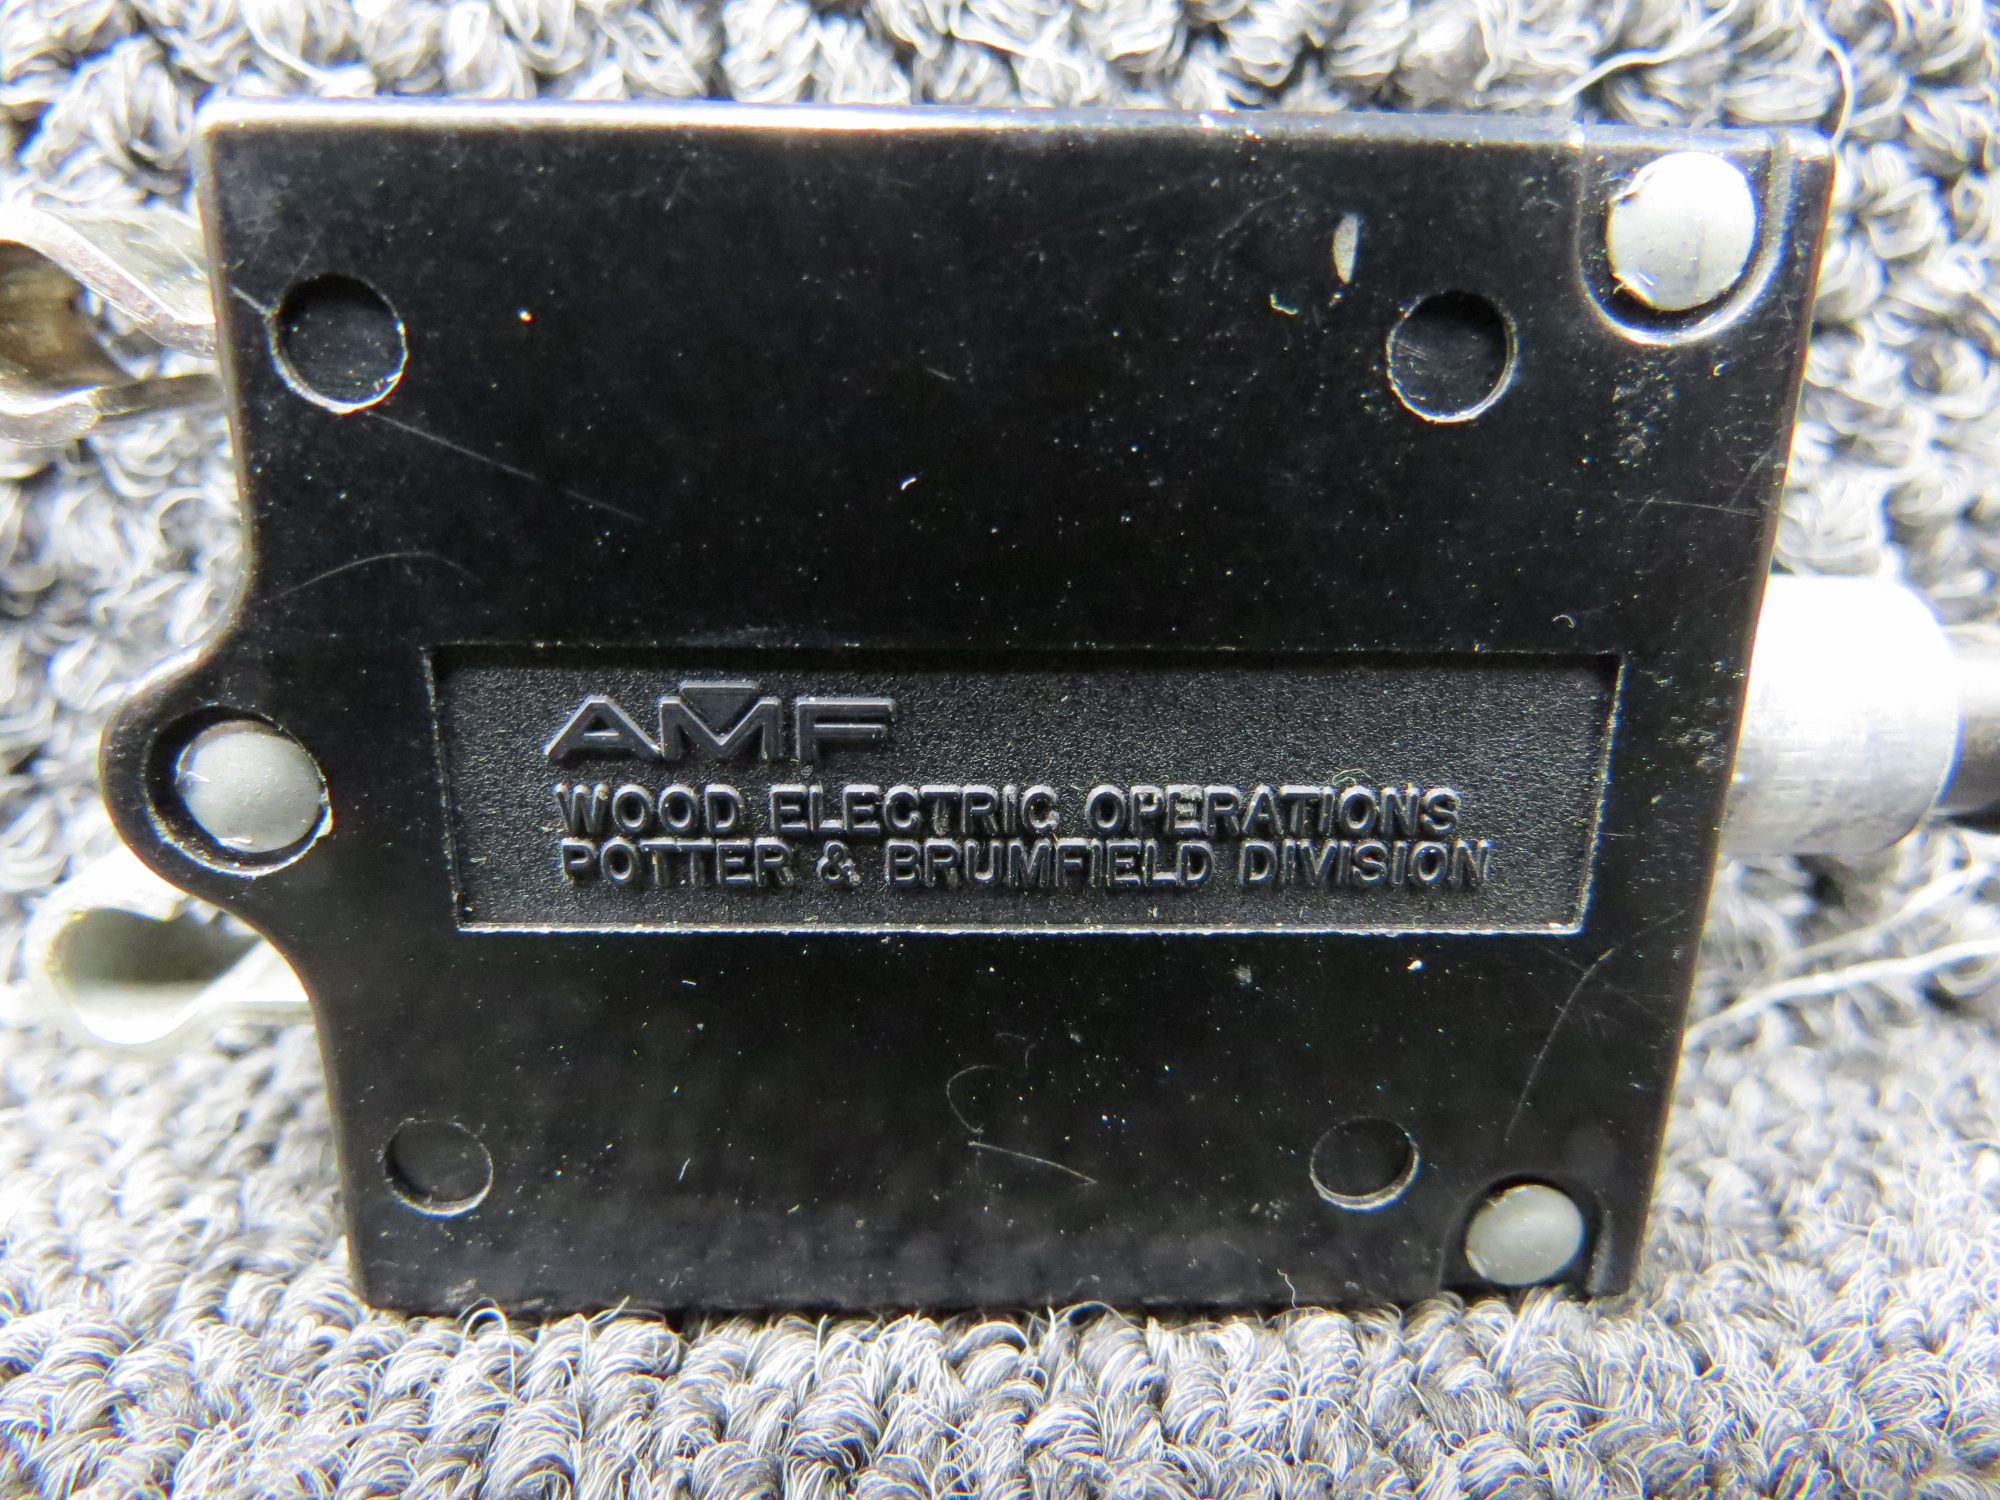 AMF
WOOD ELECTRIC OPERATIONS
POTTER & BRUMFIELD DIVISION